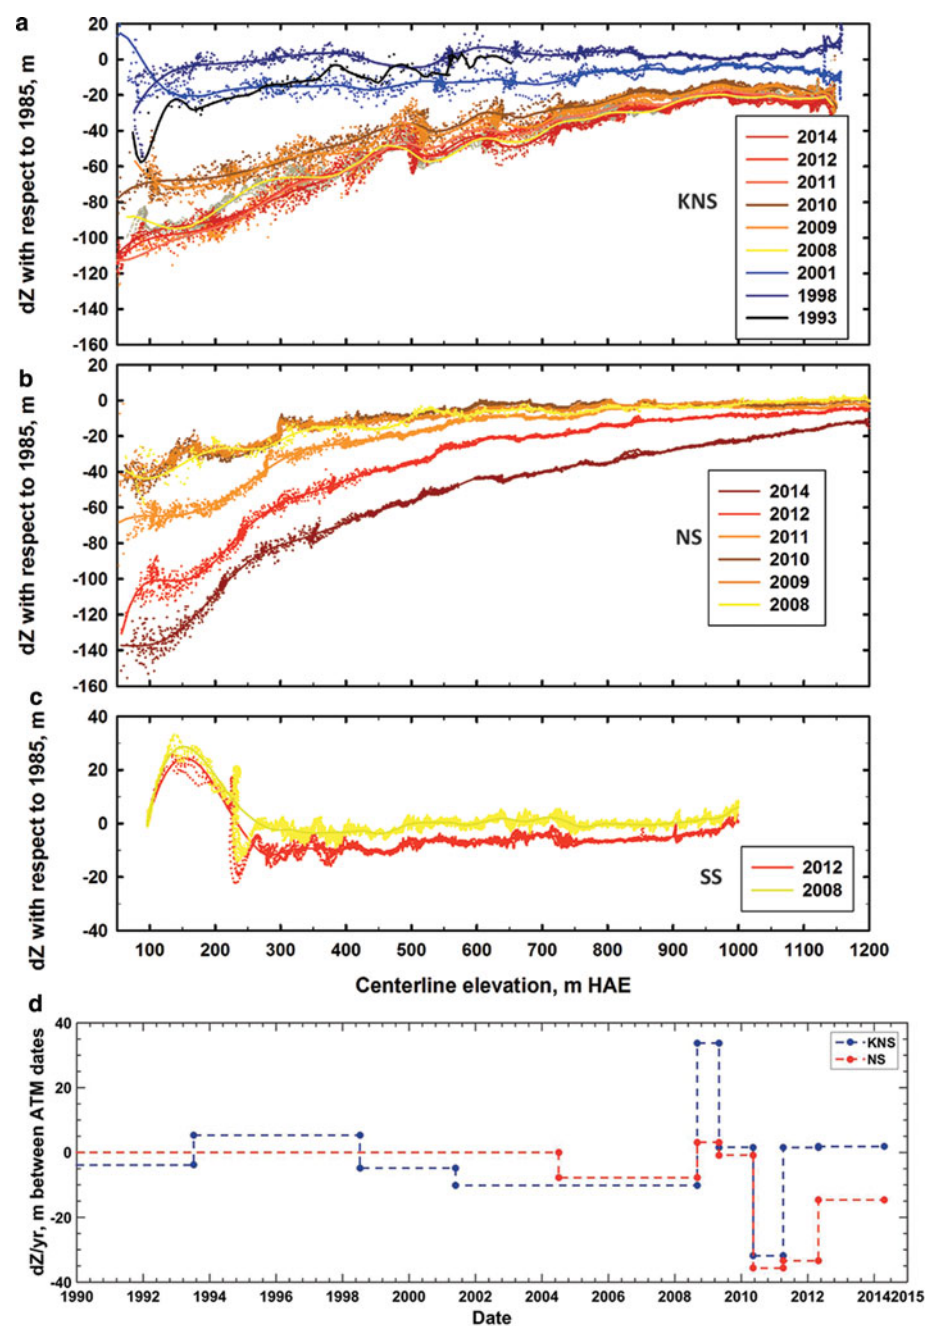 a
dZ with respect to 1985, m
20
0
-20
-40
-60
-80
-100
-120
-140
-160
KNS
2014
2012
2011
2010
2009
2008
2001
1998
1993
b
dZ with respect to 1985, m
20
0
-20
-40
-60
-80
-100
-120
-140
-160
NS
2014
2012
2011
2010
2009
2008
c
dZ with respect to 1985, m
40
20
0
-20
-40
SS
2012
2008
100 200 300 400 500 600 700 800 900 1000 1100 1200
Centerline elevation, m HAE
d
dZ/yr, m between ATM dates
40
20
0
-20
-40
KNS
NS
1990 1992 1994 1996 1998 2000 2002 2004 2006 2008 2010 2012 2014 2015
Date